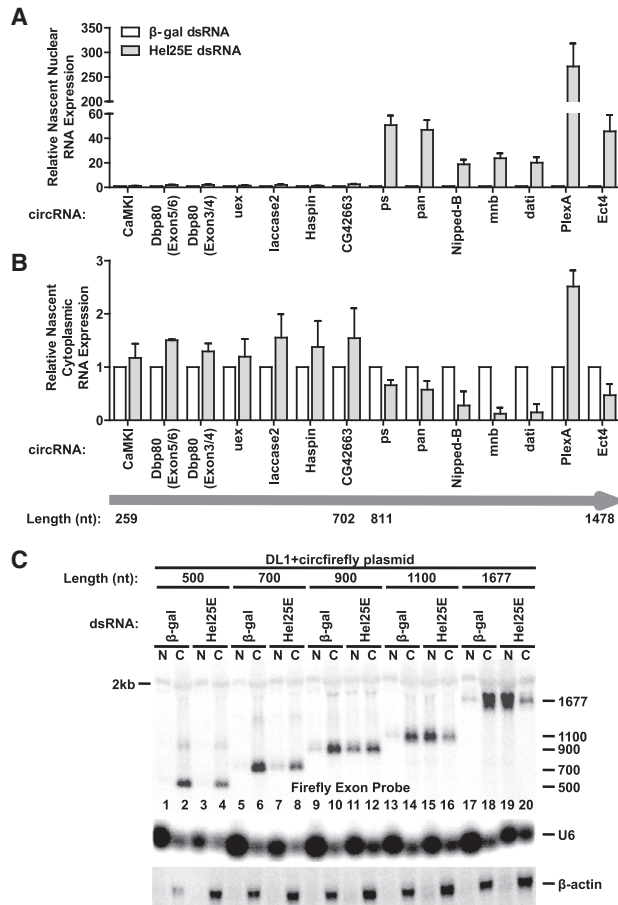 A
β-gal dsRNA
Hel25E dsRNA
Relative Nascent Nuclear
RNA Expression
350
300
250
200
60
40
20
0
circRNA:
CaMKI
Dbp80
(Exon5/6)
Dbp80
(Exon3/4)
uex
laccase2
Haspin
CG42663
ps
pan
Nipped-B
mnb
dati
PlexA
Ect4
B
Relative Nascent
Cytoplasmic
RNA Expression
3
2
1
0
circRNA:
CaMKI
Dbp80
(Exon5/6)
Dbp80
(Exon3/4)
uex
laccase2
Haspin
CG42663
ps
pan
Nipped-B
mnb
dati
PlexA
Ect4
Length (nt): 259 702 811 1478
C
DL1+circfirefly plasmid
Length (nt): 500 700 900 1100 1677
dsRNA: β-gal Hel25E β-gal Hel25E β-gal Hel25E β-gal Hel25E β-gal Hel25E
N C N C N C N C N C N C N C N C N C N C
2kb
1677
1100
900
700
500
Firefly Exon Probe
1 2 3 4 5 6 7 8 9 10 11 12 13 14 15 16 17 18 19 20
U6
β-actin